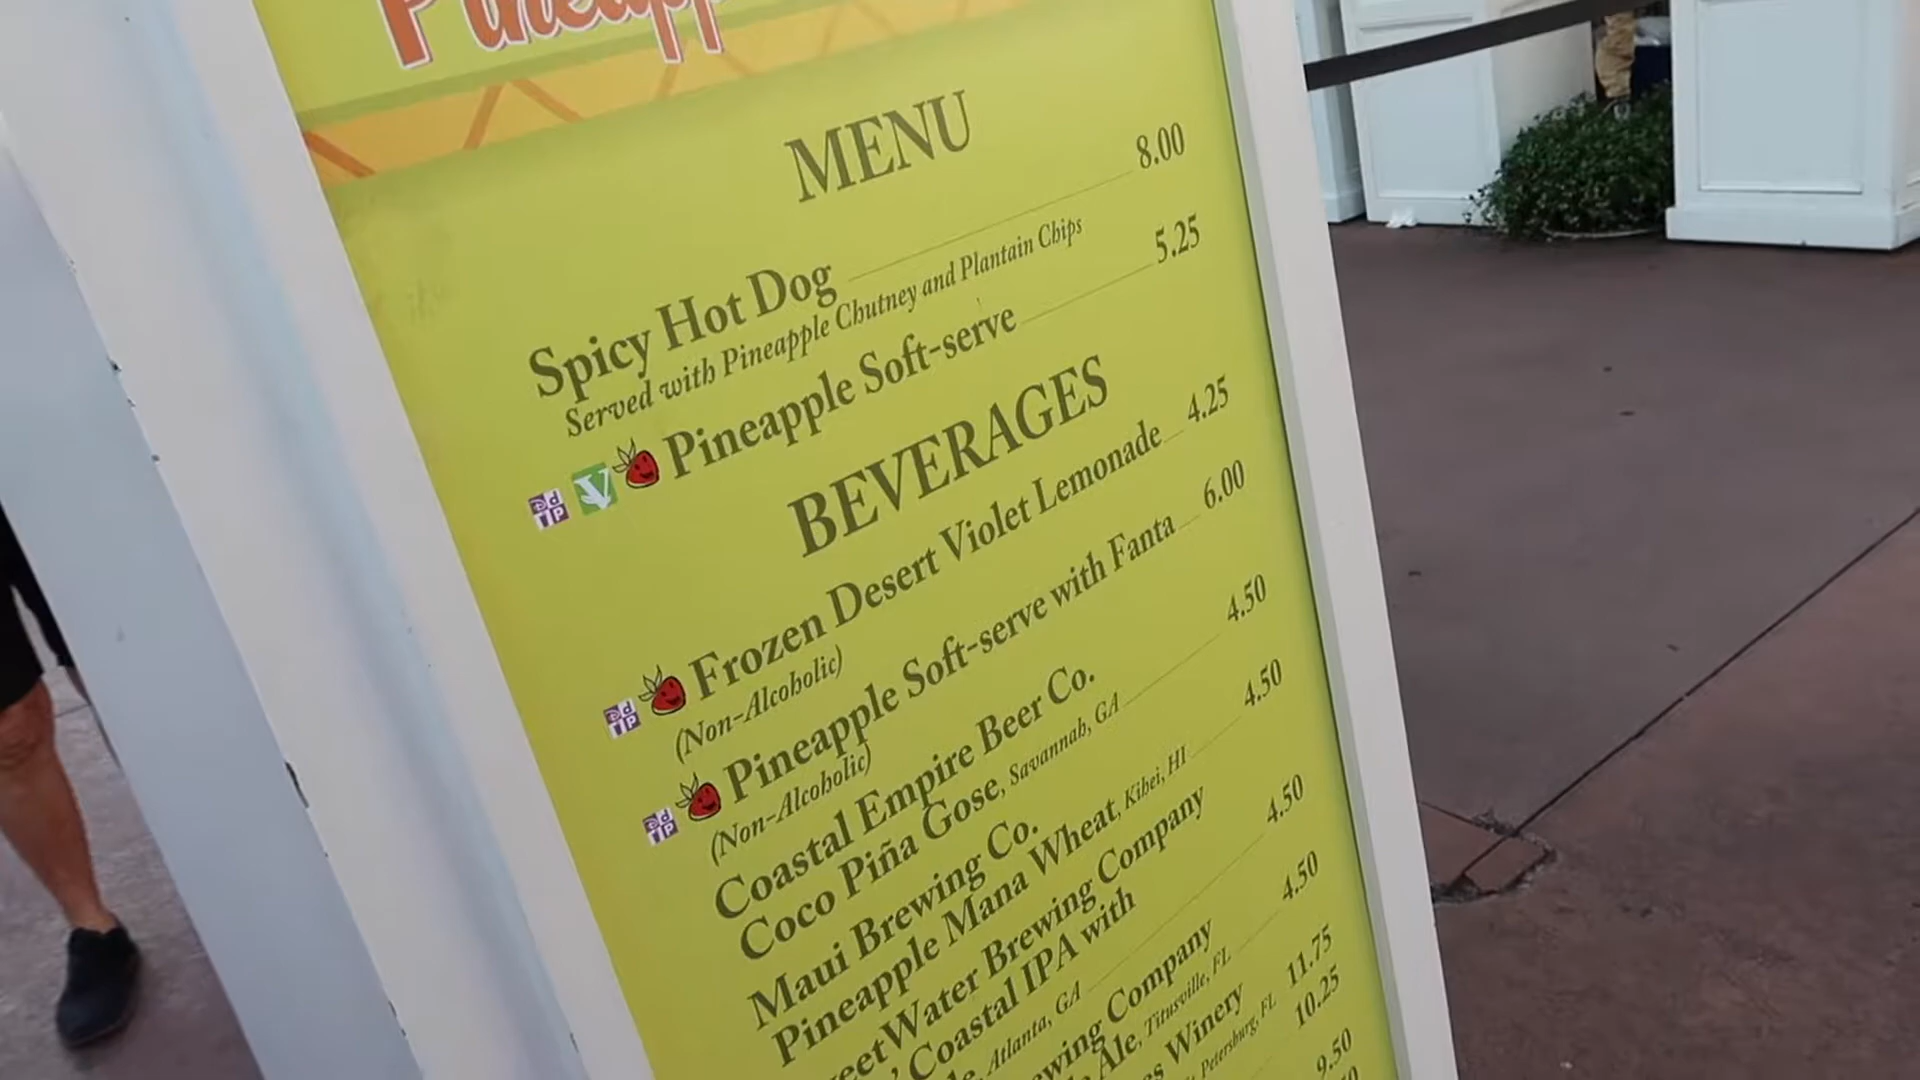 Pineapp
MENU
Spicy Hot Dog 8.00
Served with Pineapple Chutney and Plantain Chips
Pineapple Soft-serve 5.25
BEVERAGES
Frozen Desert Violet Lemonade 4.25
(Non-Alcoholic)
Pineapple Soft-serve with Fanta 6.00
(Non-Alcoholic)
Coastal Empire Beer Co.
Coco Piña Gose, Savannah, GA 4.50
Maui Brewing Co.
Pineapple Mana Wheat, Kihei, HI 4.50
eetWater Brewing Company
Coastal IPA with
Atlanta, GA 4.50
ewing Company
Ale, Titusville, FL 4.50
Winery
Petersburg, FL 11.75
10.25
9.50